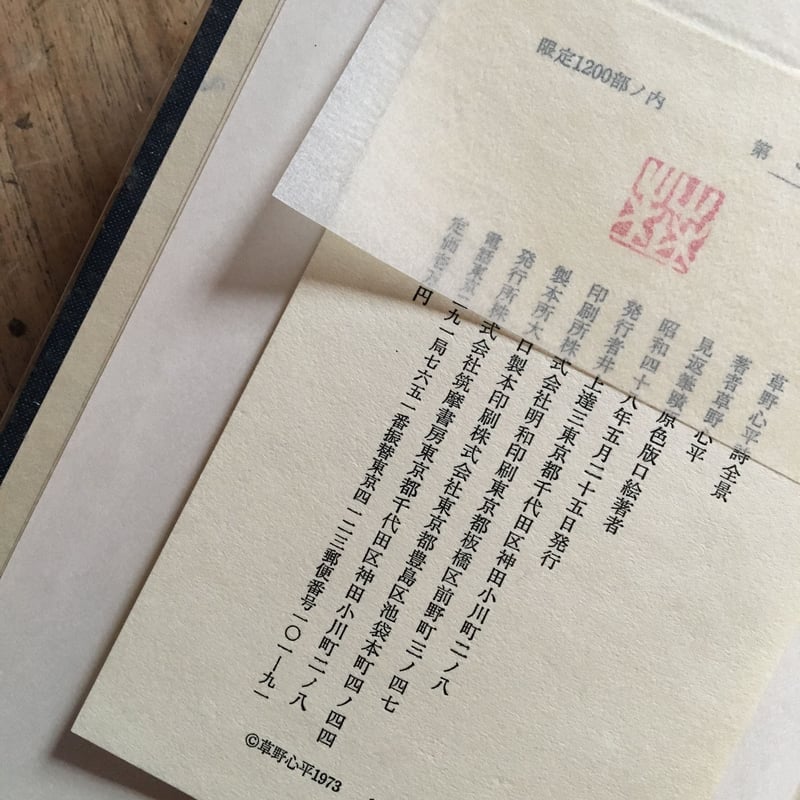 限定1200部ノ内
第
草野心平詩全景
著者草野心平
見返 原色版口絵著者
昭和四十八年五月二十五日発行
発行者井上達三東京都千代田区神田小川町二ノ八
印刷所株式会社明和印刷東京都板橋区前野町三ノ四七
製本所大日製本印刷株式会社東京都豊島区池袋本町四ノ四四
発行所株式会社筑摩書房東京都千代田区神田小川町二ノ八
電話東京二九一局七六五一番振替東京四一二三郵便番号一〇一―九一
定価壱万円
©草野心平1973